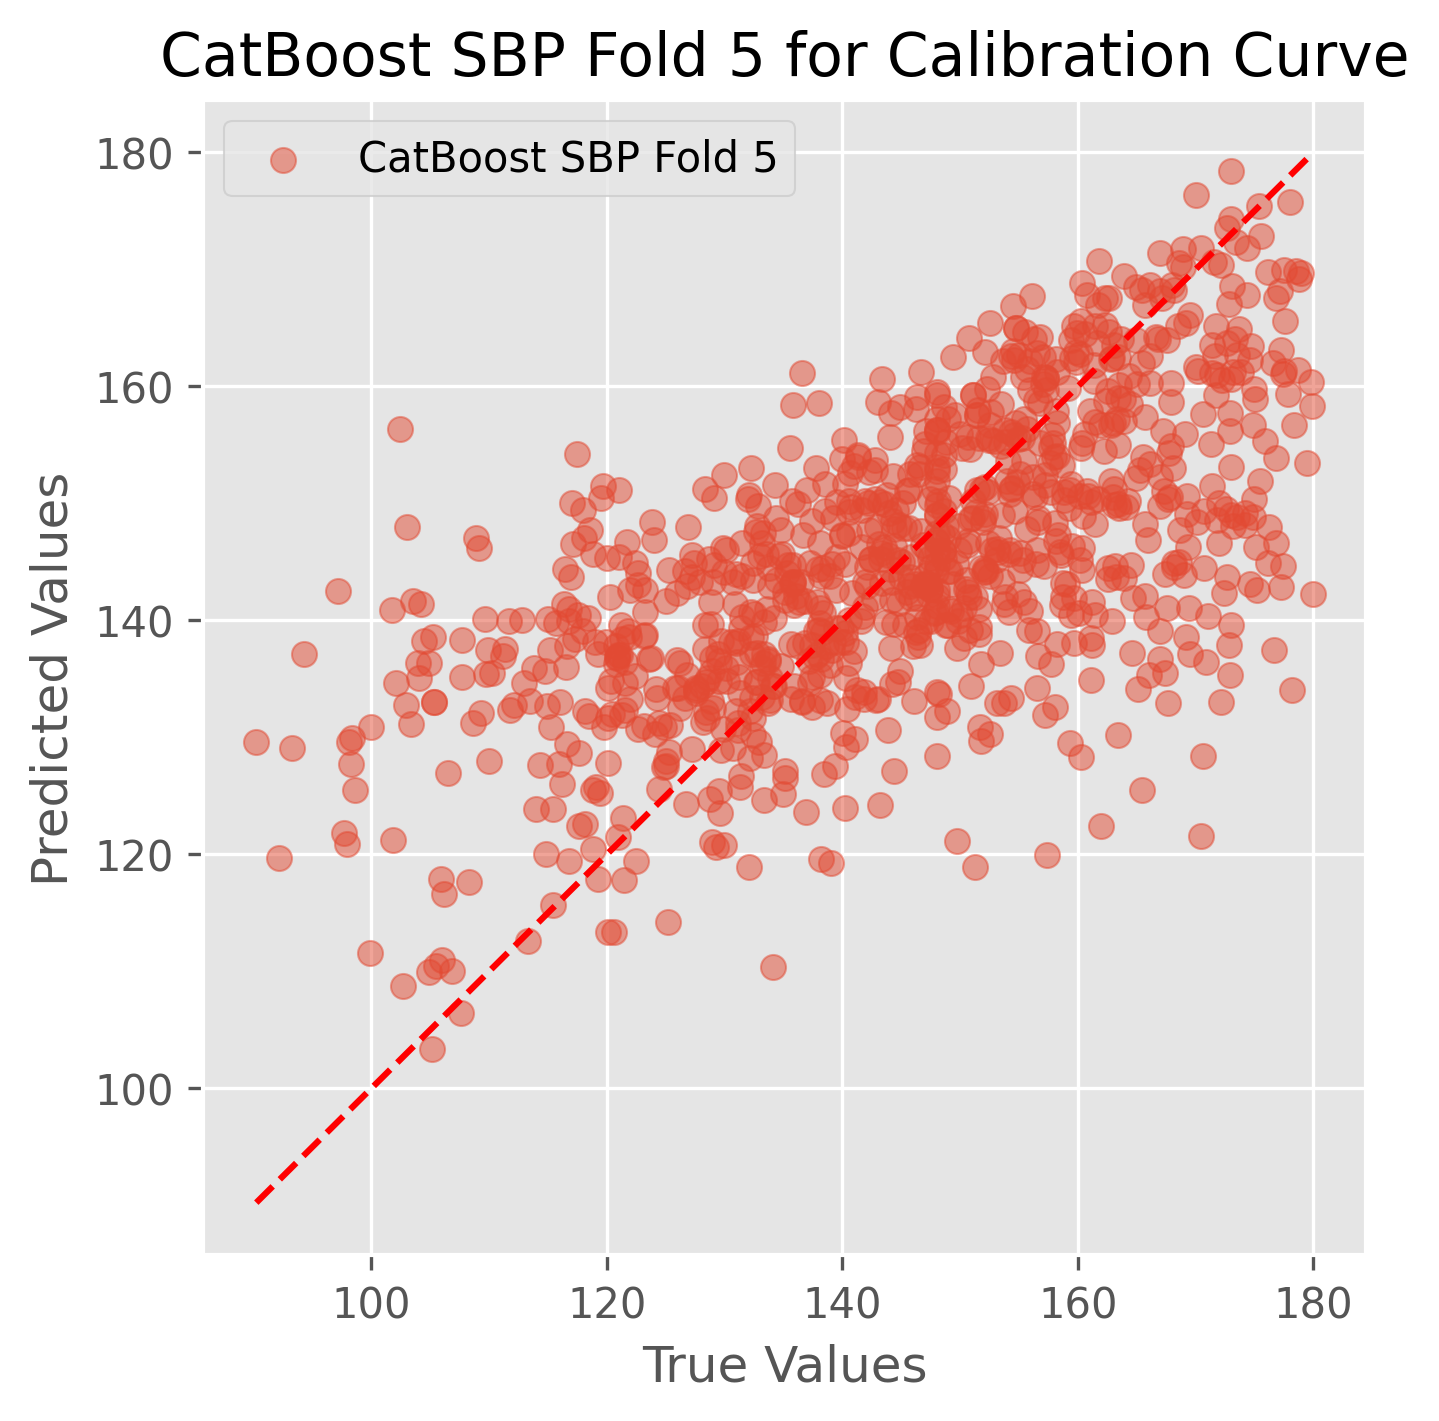 CatBoost SBP Fold 5 for Calibration Curve
CatBoost SBP Fold 5
Predicted Values
180
160
140
120
100
100 120 140 160 180
True Values